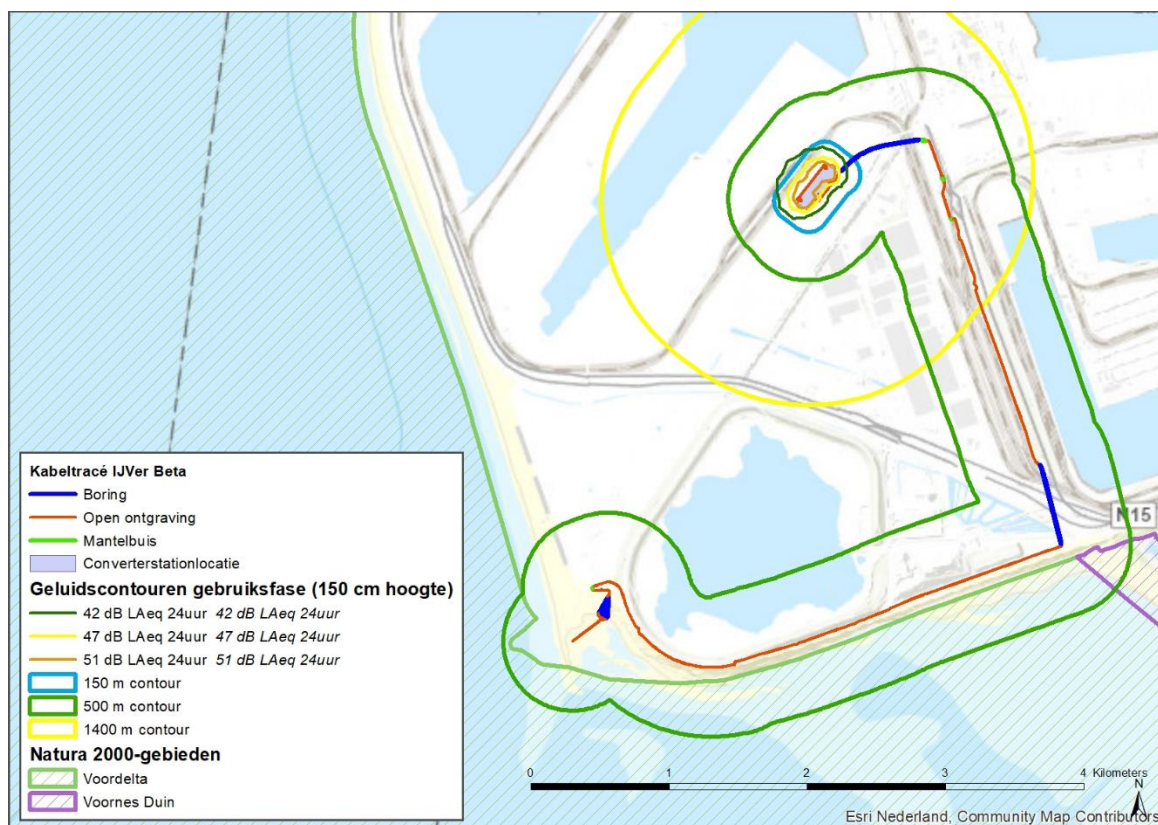 N15
Kabeltracé IJVer Beta
Boring
Open ontgraving
Mantelbuis
Converterstationlocatie
Geluidscontouren gebruiksfase (150 cm hoogte)
42 dB LAeq 24uur 42 dB LAeq 24uur
47 dB LAeq 24uur 47 dB LAeq 24uur
51 dB LAeq 24uur 51 dB LAeq 24uur
150 m contour
500 m contour
1400 m contour
Natura 2000-gebieden
Voordelta
Voornes Duin
0 1 2 3 4 Kilometers
N
Esri Nederland, Community Map Contributors